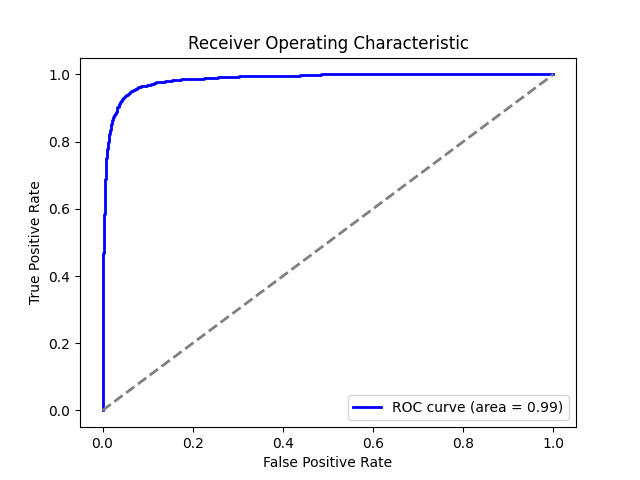 Receiver Operating Characteristic
1.0
0.8
0.6
0.4
0.2
0.0
True Positive Rate
ROC curve (area = 0.99)
0.0 0.2 0.4 0.6 0.8 1.0
False Positive Rate